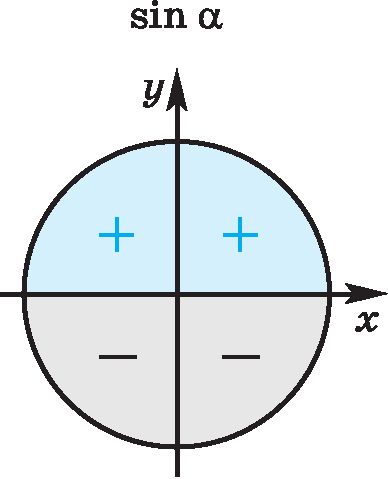 sin α
y
+ +
x
− −